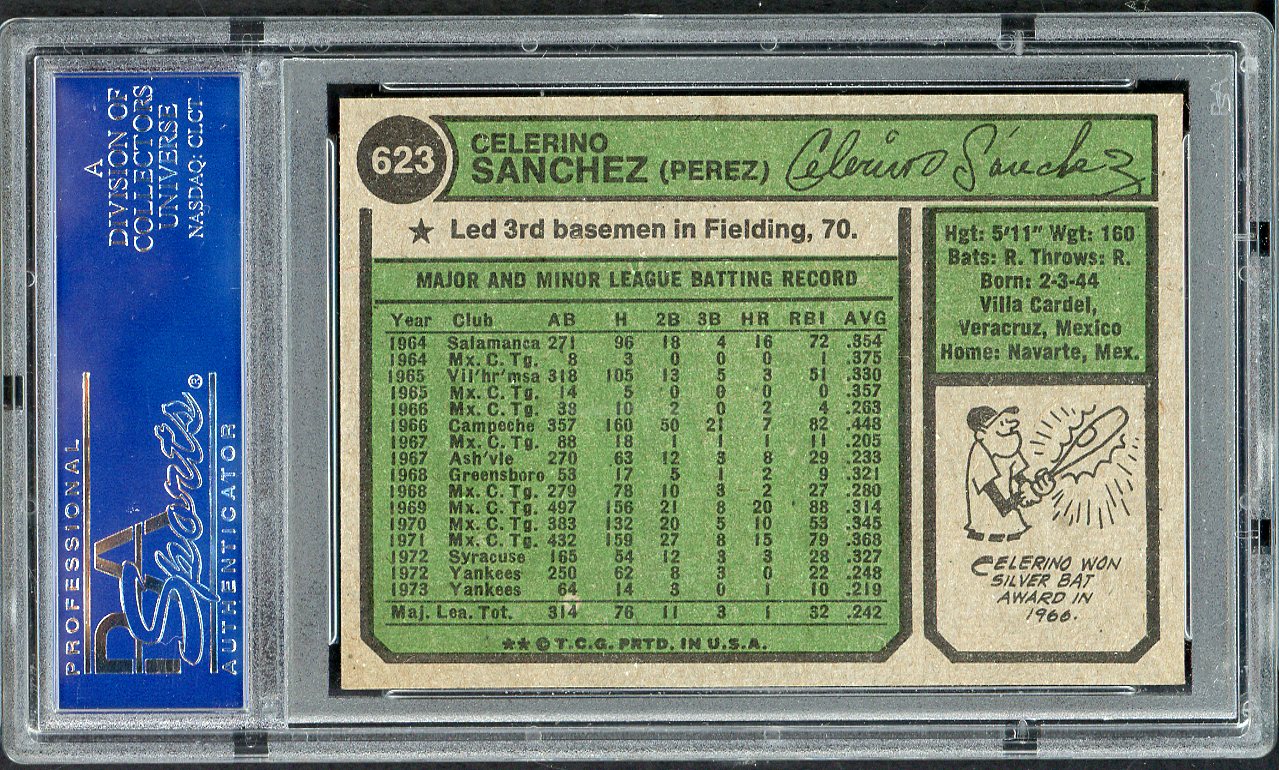 A
DIVISION OF
COLLECTORS
UNIVERSE
NASDAQ: CLCT
PROFESSIONAL
PSA
Sports®
AUTHENTICATOR
623
CELERINO
SANCHEZ (PEREZ) Celerino Sánchez
★ Led 3rd basemen in Fielding, 70.
MAJOR AND MINOR LEAGUE BATTING RECORD
Year Club AB H 2B 3B HR RBI AVG
1964 Salamanca 271 96 18 4 16 72 .354
1964 Mx. C. Tg. 8 3 0 0 0 1 .375
1965 Vil'hr'msa 318 105 13 5 3 51 .330
1965 Mx. C. Tg. 14 5 0 0 0 0 .357
1966 Mx. C. Tg. 38 10 2 0 2 4 .263
1966 Campeche 357 160 50 21 7 82 .448
1967 Mx. C. Tg. 88 18 1 1 1 11 .205
1967 Ash'vle 270 63 12 3 8 29 .233
1968 Greensboro 53 17 5 1 2 9 .321
1968 Mx. C. Tg. 279 78 10 3 2 27 .280
1969 Mx. C. Tg. 497 156 21 8 20 88 .314
1970 Mx. C. Tg. 383 132 20 5 10 53 .345
1971 Mx. C. Tg. 432 159 27 8 15 79 .368
1972 Syracuse 165 54 12 3 3 28 .327
1972 Yankees 250 62 8 3 0 22 .248
1973 Yankees 64 14 3 0 1 10 .219
Maj. Lea. Tot. 314 76 11 3 1 32 .242
★★ © T.C.G. PRTD. IN U.S.A.
Hgt: 5'11" Wgt: 160
Bats: R. Throws: R.
Born: 2-3-44
Villa Cardel,
Veracruz, Mexico
Home: Navarte, Mex.
CELERINO WON
SILVER BAT
AWARD IN
1966.